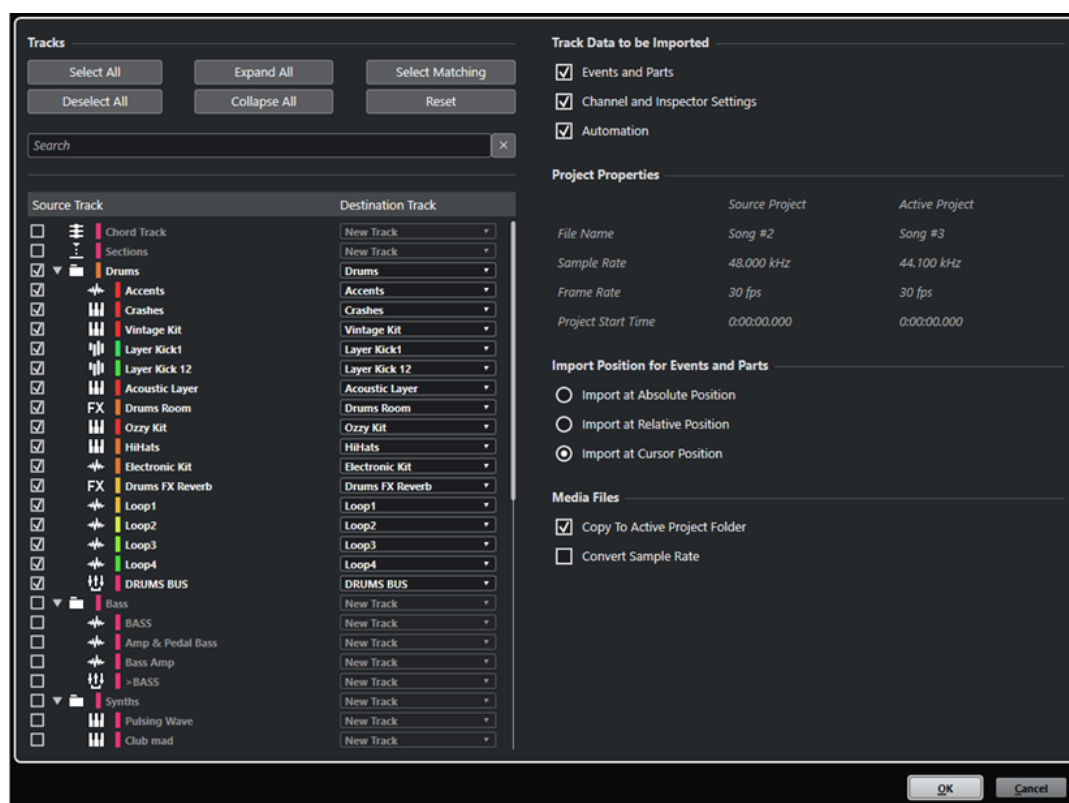 Tracks
Select All Expand All Select Matching
Deselect All Collapse All Reset
Search
Source Track Destination Track
Chord Track New Track
Sections New Track
Drums Drums
Accents Accents
Crashes Crashes
Vintage Kit Vintage Kit
Layer Kick1 Layer Kick1
Layer Kick 12 Layer Kick 12
Acoustic Layer Acoustic Layer
FX Drums Room Drums Room
Ozzy Kit Ozzy Kit
HiHats HiHats
Electronic Kit Electronic Kit
FX Drums FX Reverb Drums FX Reverb
Loop1 Loop1
Loop2 Loop2
Loop3 Loop3
Loop4 Loop4
DRUMS BUS DRUMS BUS
Bass New Track
BASS New Track
Amp & Pedal Bass New Track
Bass Amp New Track
>BASS New Track
Synths New Track
Pulsing Wave New Track
Club mad New Track
Track Data to be Imported
Events and Parts
Channel and Inspector Settings
Automation
Project Properties
Source Project Active Project
File Name Song #2 Song #3
Sample Rate 48.000 kHz 44.100 kHz
Frame Rate 30 fps 30 fps
Project Start Time 0:00:00.000 0:00:00.000
Import Position for Events and Parts
Import at Absolute Position
Import at Relative Position
Import at Cursor Position
Media Files
Copy To Active Project Folder
Convert Sample Rate
OK Cancel